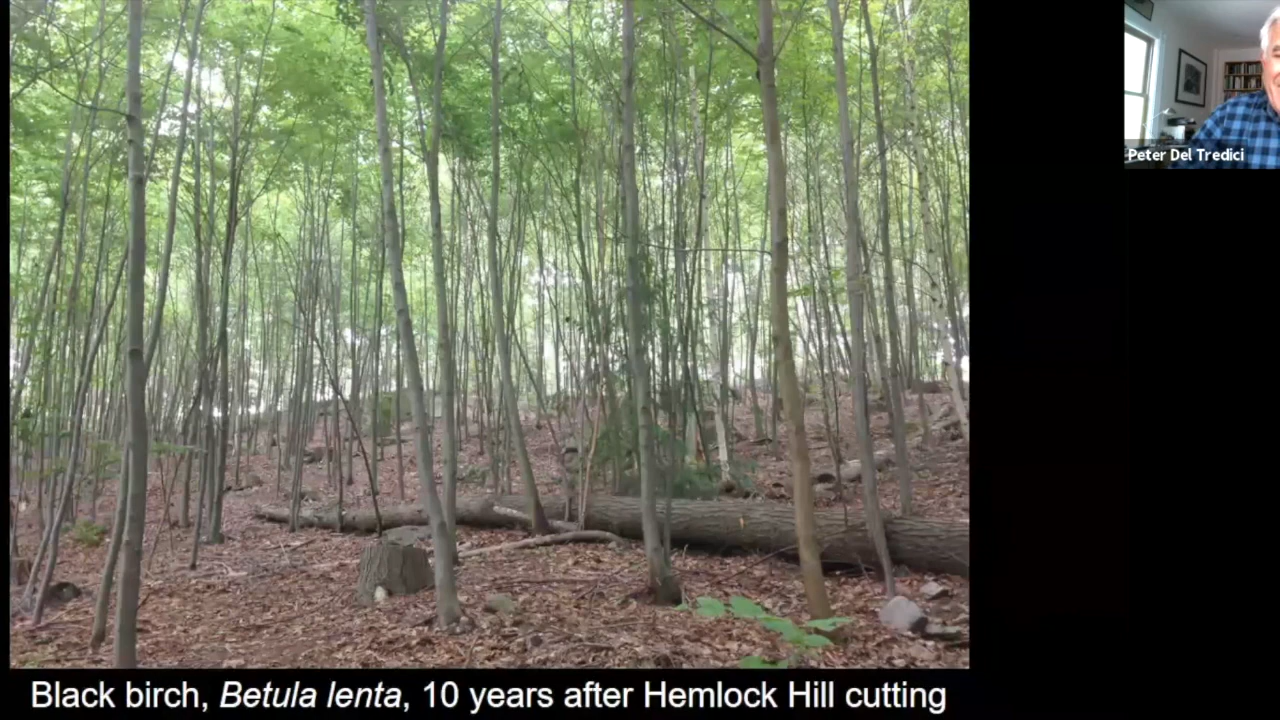 Peter Del Tredici
Black birch, Betula lenta, 10 years after Hemlock Hill cutting